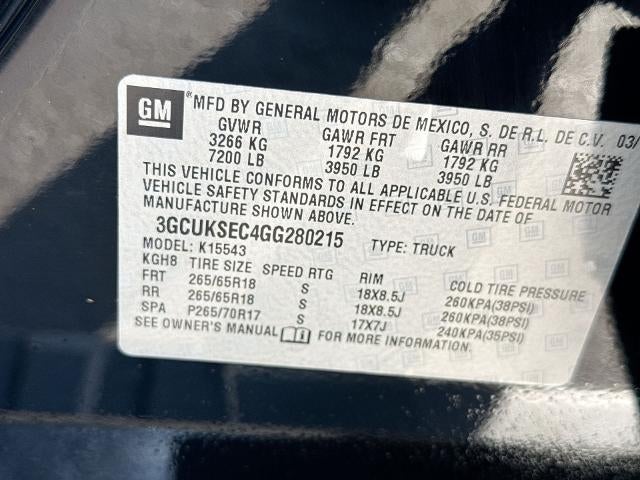 GM ® MFD BY GENERAL MOTORS DE MEXICO, S. DE R.L. DE C.V. 03/
GVWR GAWR FRT GAWR RR
3266 KG 1792 KG 1792 KG
7200 LB 3950 LB 3950 LB
THIS VEHICLE CONFORMS TO ALL APPLICABLE U.S. FEDERAL MOTOR
VEHICLE SAFETY STANDARDS IN EFFECT ON THE DATE OF
MANUFACTURE SHOWN ABOVE.
3GCUKSEC4GG280215 TYPE: TRUCK
MODEL: K15543
KGH8 TIRE SIZE SPEED RTG RIM COLD TIRE PRESSURE
FRT 265/65R18 S 18X8.5J 260KPA(38PSI)
RR 265/65R18 S 18X8.5J 260KPA(38PSI)
SPA P265/70R17 S 17X7J 240KPA(35PSI)
SEE OWNER'S MANUAL FOR MORE INFORMATION.